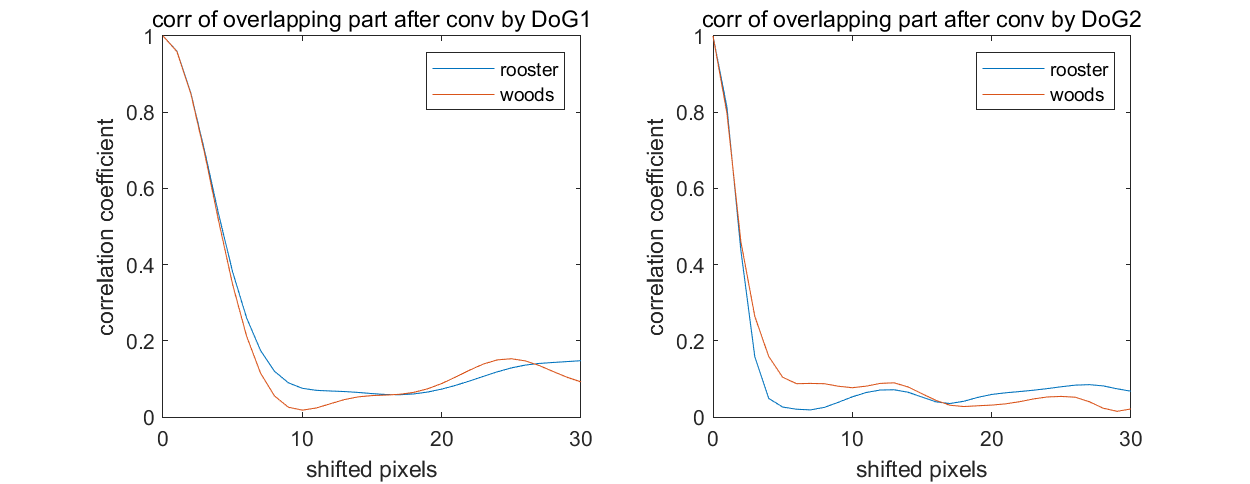 corr of overlapping part after conv by DoG1
1
0.8
0.6
0.4
0.2
0
correlation coefficient
rooster
woods
0
10
20
30
shifted pixels
corr of overlapping part after conv by DoG2
1
0.8
0.6
0.4
0.2
0
correlation coefficient
rooster
woods
0
10
20
30
shifted pixels